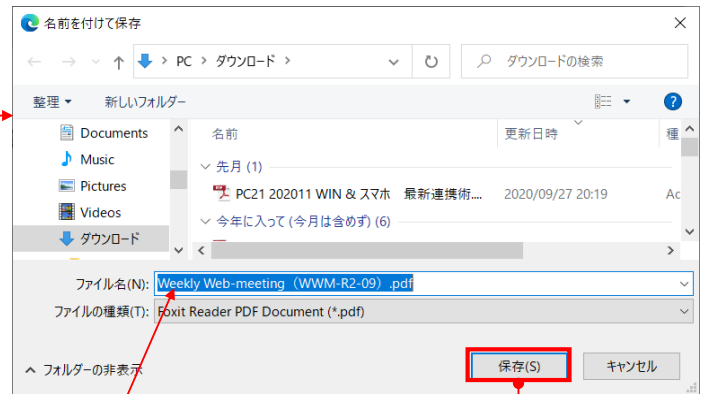 名前を付けて保存
PC > ダウンロード >
ダウンロードの検索
整理 新しいフォルダー
Documents
Music
Pictures
Videos
ダウンロード
名前 更新日時 種
先月 (1)
PC21 202011 WIN & スマホ 最新連携術.... 2020/09/27 20:19 Ac
今年に入って (今月は含めず) (6)
ファイル名(N): Weekly Web-meeting（WWM-R2-09）.pdf
ファイルの種類(T): Foxit Reader PDF Document (*.pdf)
フォルダーの非表示
保存(S) キャンセル